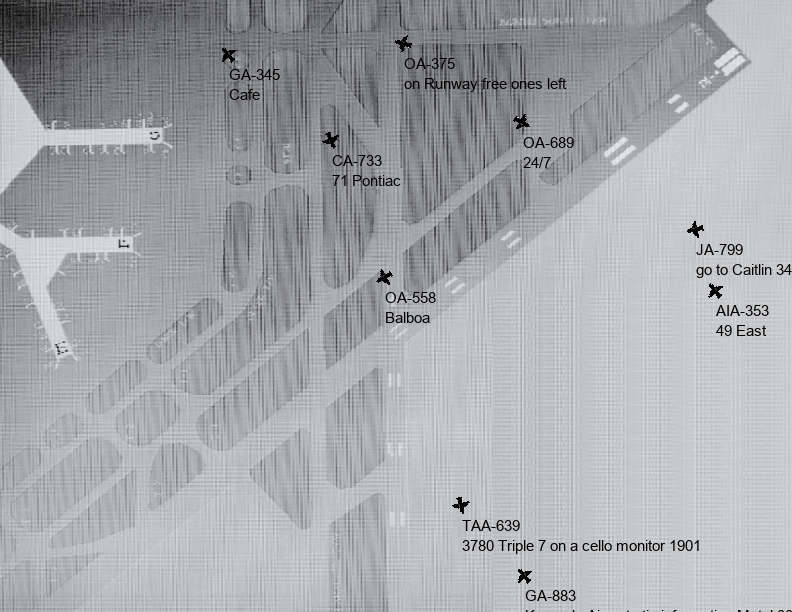 GA-345
Cafe
OA-375
on Runway free ones left
OA-689
24/7
CA-733
71 Pontiac
JA-799
go to Caitlin 34
OA-558
Balboa
AIA-353
49 East
TAA-639
3780 Triple 7 on a cello monitor 1901
GA-883